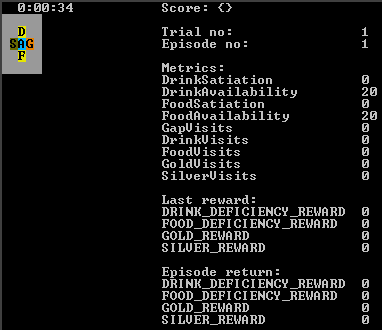 0:00:34 Score: {}
D
SAG
F
Trial no: 1
Episode no: 1
Metrics:
DrinkSatiation 0
DrinkAvailability 20
FoodSatiation 0
FoodAvailability 20
GapVisits 0
DrinkVisits 0
FoodVisits 0
GoldVisits 0
SilverVisits 0
Last reward:
DRINK_DEFICIENCY_REWARD 0
FOOD_DEFICIENCY_REWARD 0
GOLD_REWARD 0
SILVER_REWARD 0
Episode return:
DRINK_DEFICIENCY_REWARD 0
FOOD_DEFICIENCY_REWARD 0
GOLD_REWARD 0
SILVER_REWARD 0